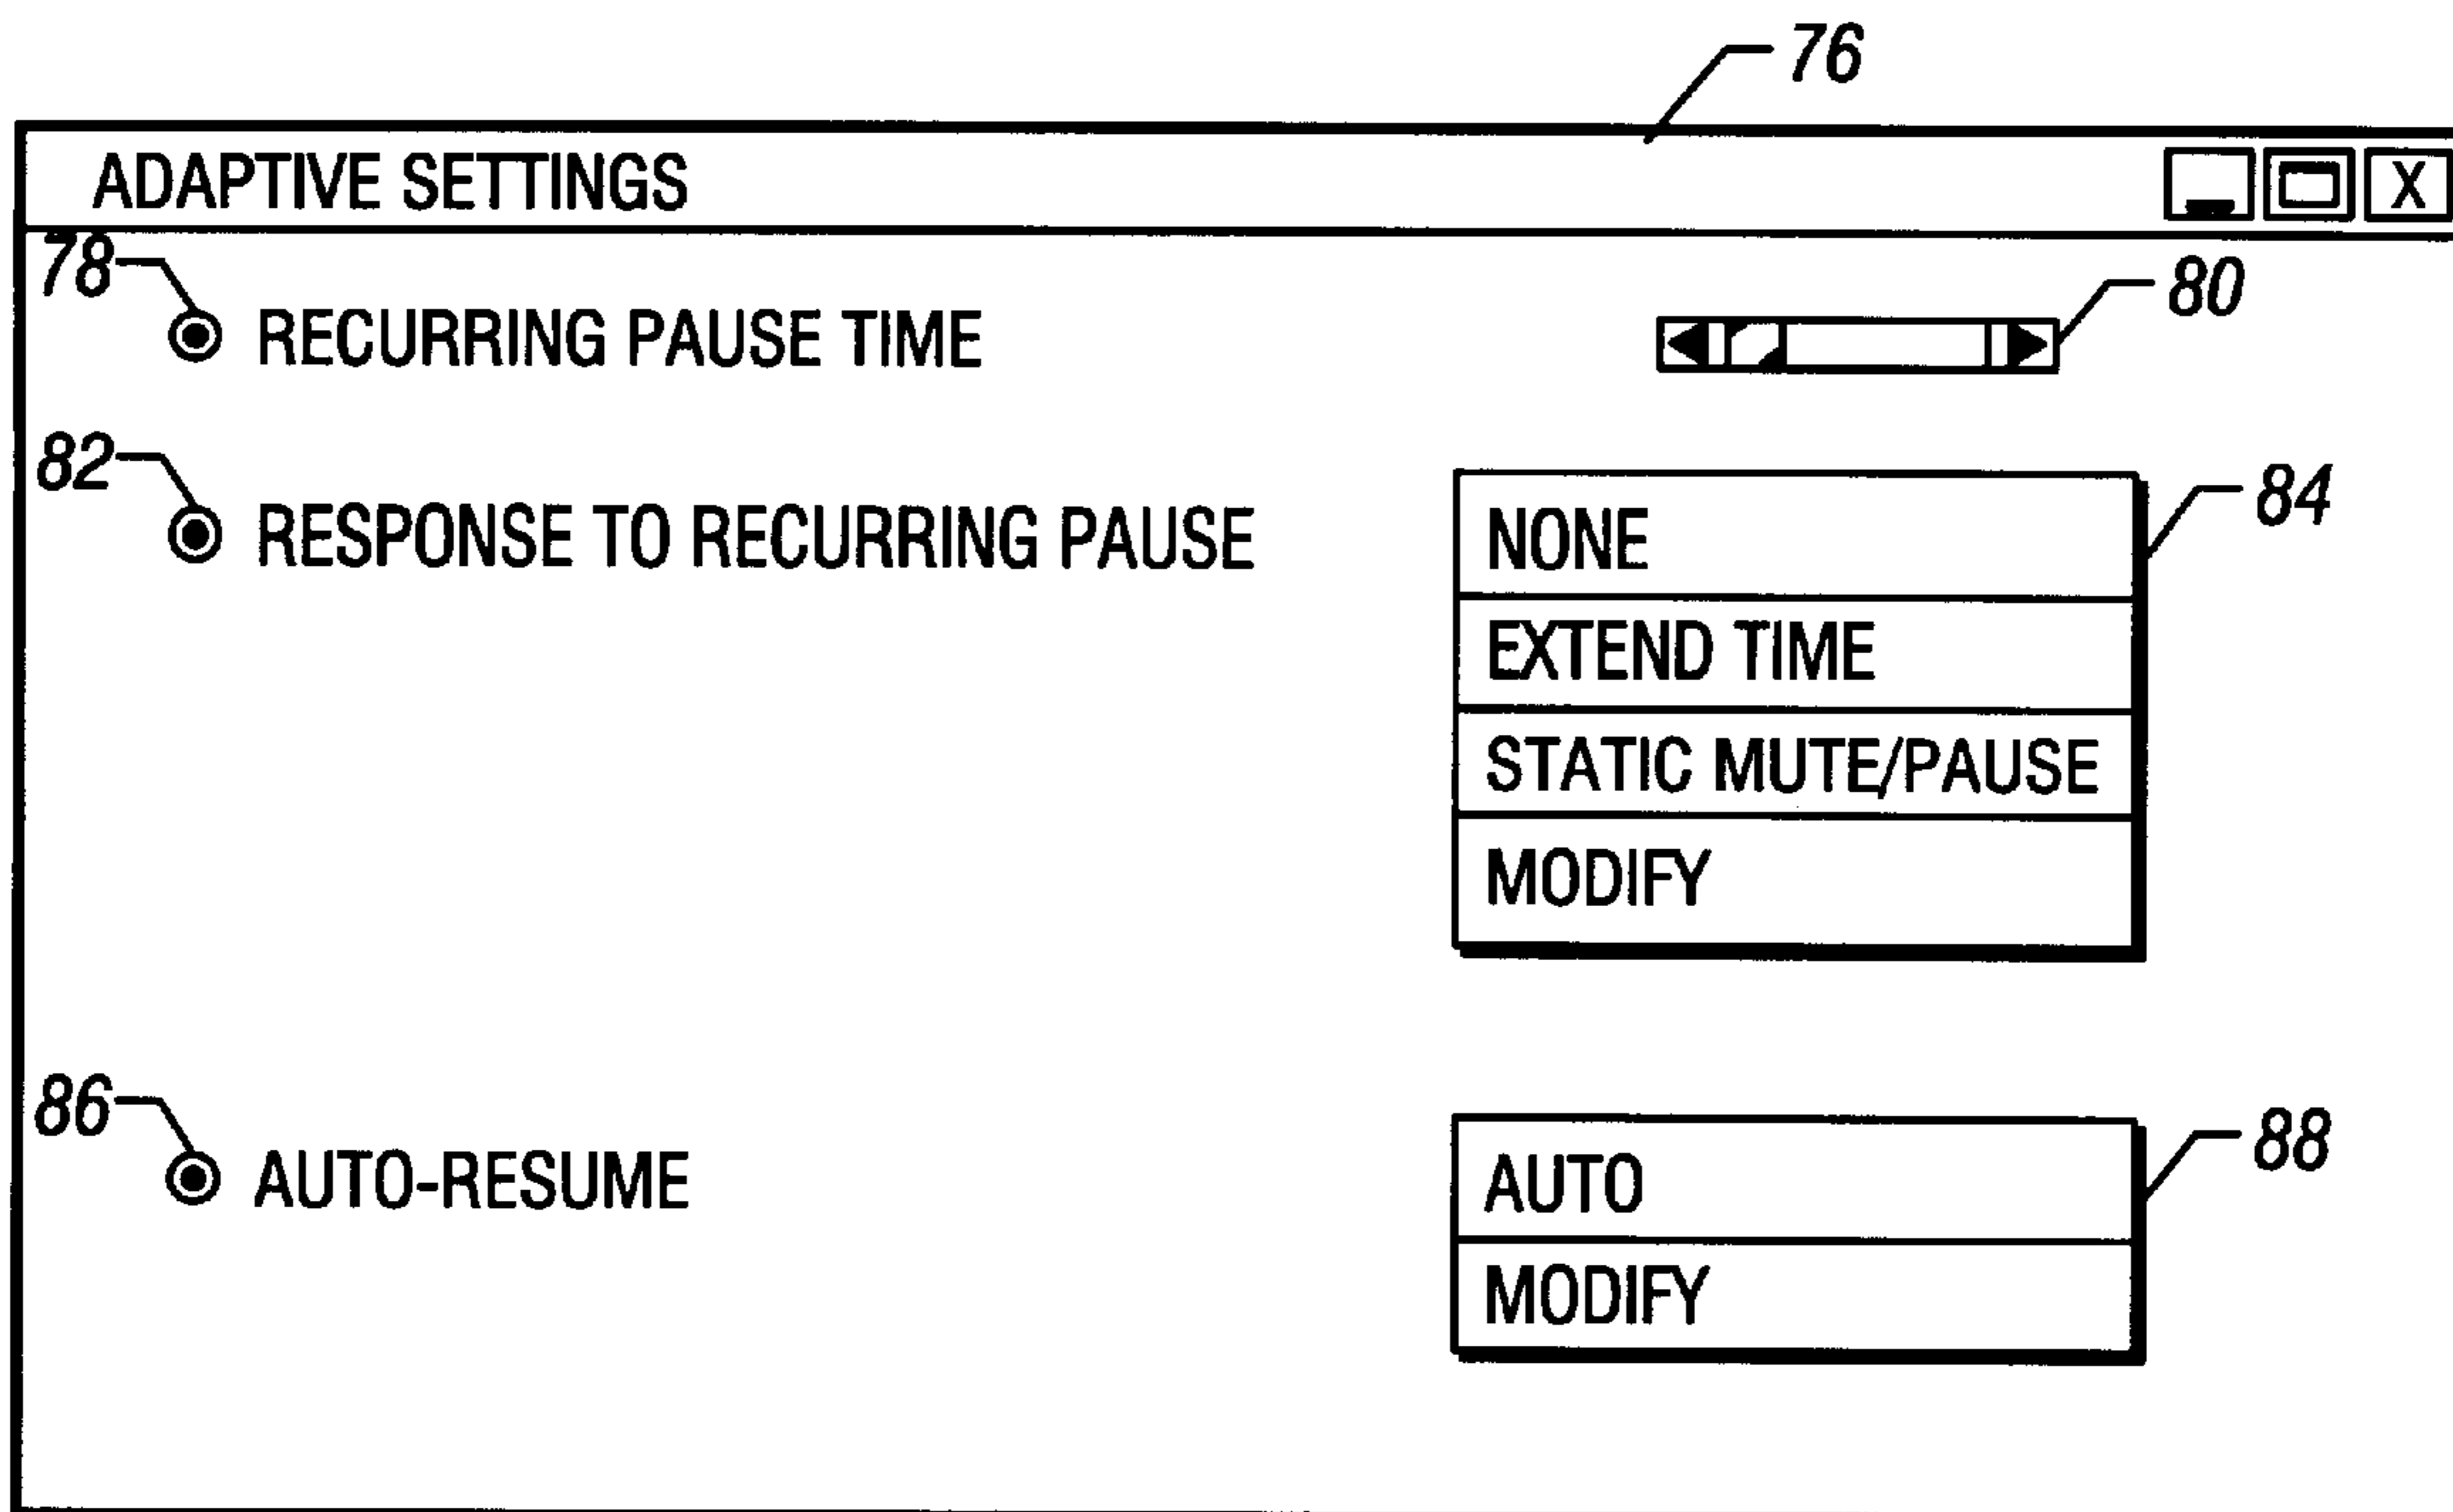 76
ADAPTIVE SETTINGS X
78
RECURRING PAUSE TIME 80
82
RESPONSE TO RECURRING PAUSE NONE 84
EXTEND TIME
STATIC MUTE/PAUSE
MODIFY
86
AUTO-RESUME AUTO 88
MODIFY